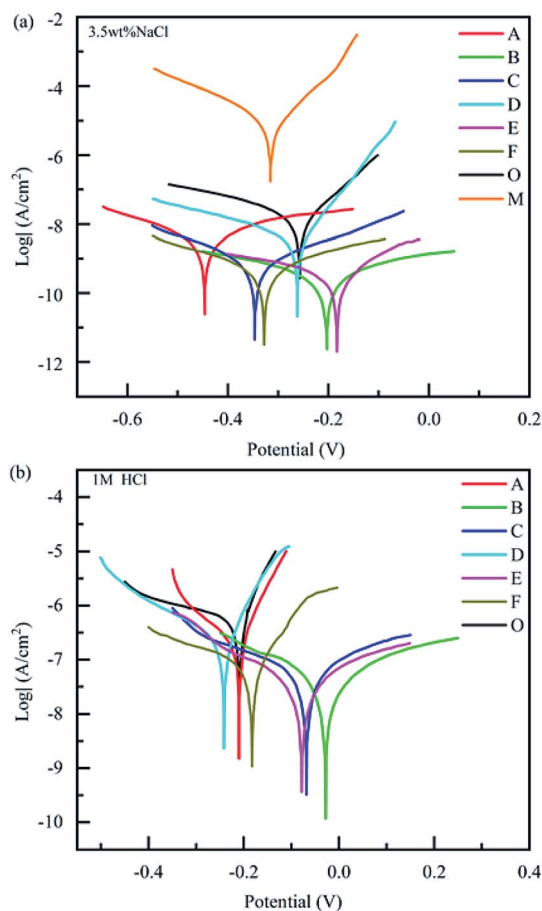 (a)
3.5wt%NaCl
A
B
C
D
E
F
O
M
-2
-4
-6
-8
-10
-12
Log| (A/cm²)
-0.6
-0.4
-0.2
0.0
0.2
Potential (V)
(b)
1M HCl
A
B
C
D
E
F
O
-4
-5
-6
-7
-8
-9
-10
Log| (A/cm²)
-0.4
-0.2
0.0
0.2
0.4
Potential (V)